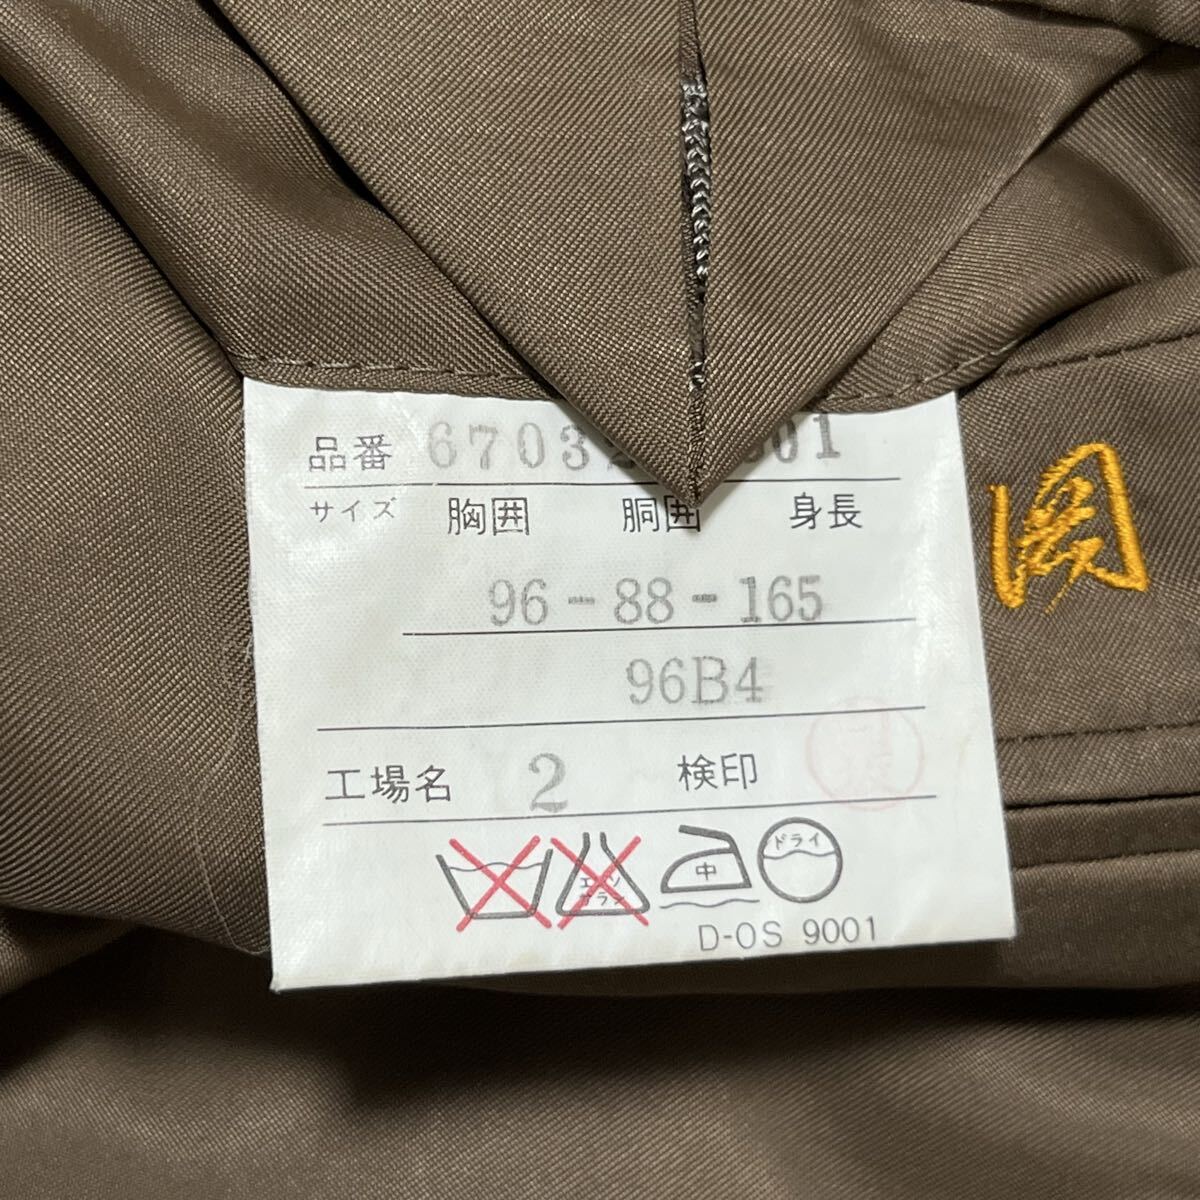 品番 6703
サイズ 胸囲 胴囲 身長
96-88-165
96B4
工場名 2 検印
中 ドライ
D-OS 9001